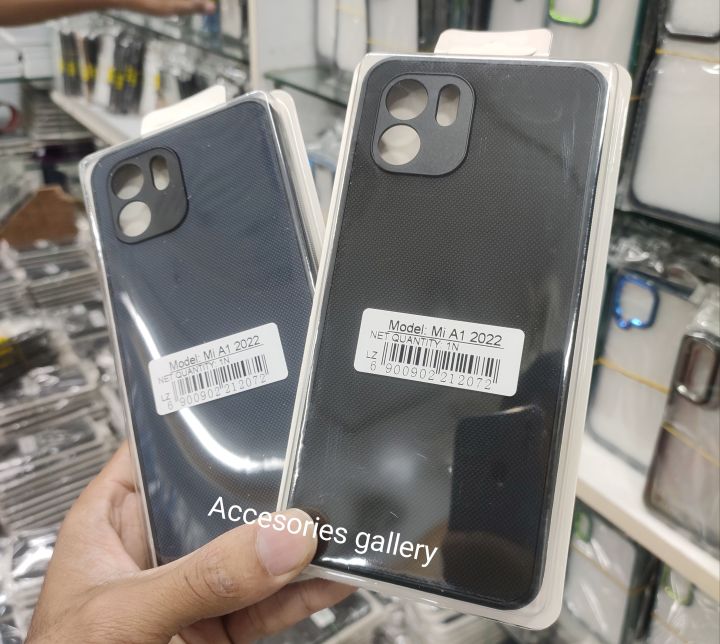 Model: Mi A1 2022
NET QUANTITY 1N
LZ
6 900902 212072
Model: Mi A1 2022
NET QUANTITY 1N
LZ
6 900902 212072
Accesories gallery